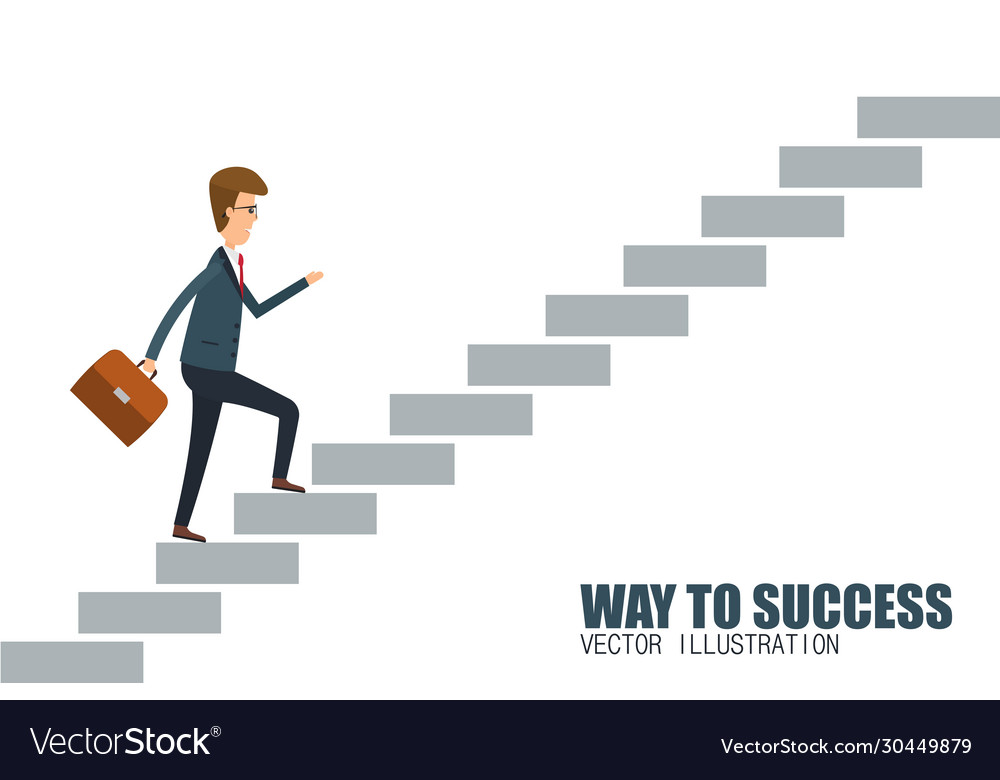 WAY TO SUCCESS
VECTOR ILLUSTRATION
VectorStock®
VectorStock.com/30449879